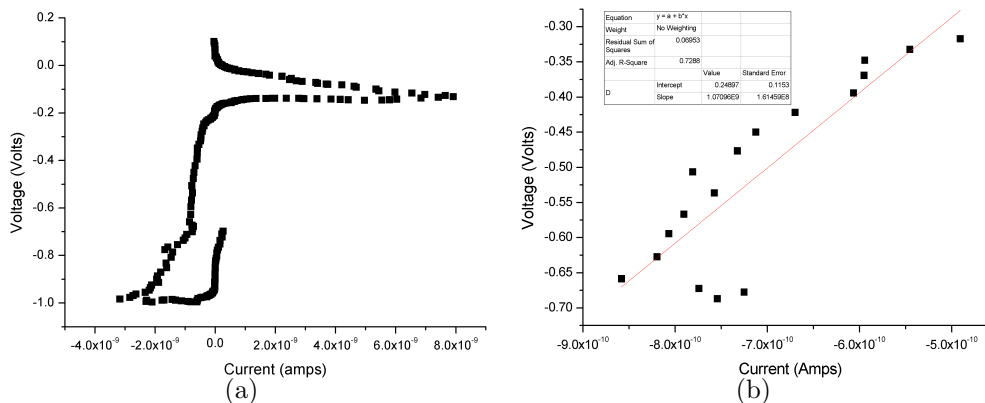 0.2
0.0
-0.2
-0.4
-0.6
-0.8
-1.0
Voltage (Volts)
-4.0x10⁻⁹ -2.0x10⁻⁹ 0.0 2.0x10⁻⁹ 4.0x10⁻⁹ 6.0x10⁻⁹ 8.0x10⁻⁹
Current (amps)
(a)
-0.30
-0.35
-0.40
-0.45
-0.50
-0.55
-0.60
-0.65
-0.70
Voltage (Volts)
Equation y = a + b*x
Weight No Weighting
Residual Sum of Squares 0.06953
Adj. R-Square 0.7288
Value Standard Error
D Intercept 0.24897 0.1153
Slope 1.07096E9 1.61459E8
-9.0x10⁻¹⁰ -8.0x10⁻¹⁰ -7.0x10⁻¹⁰ -6.0x10⁻¹⁰ -5.0x10⁻¹⁰
Current (Amps)
(b)